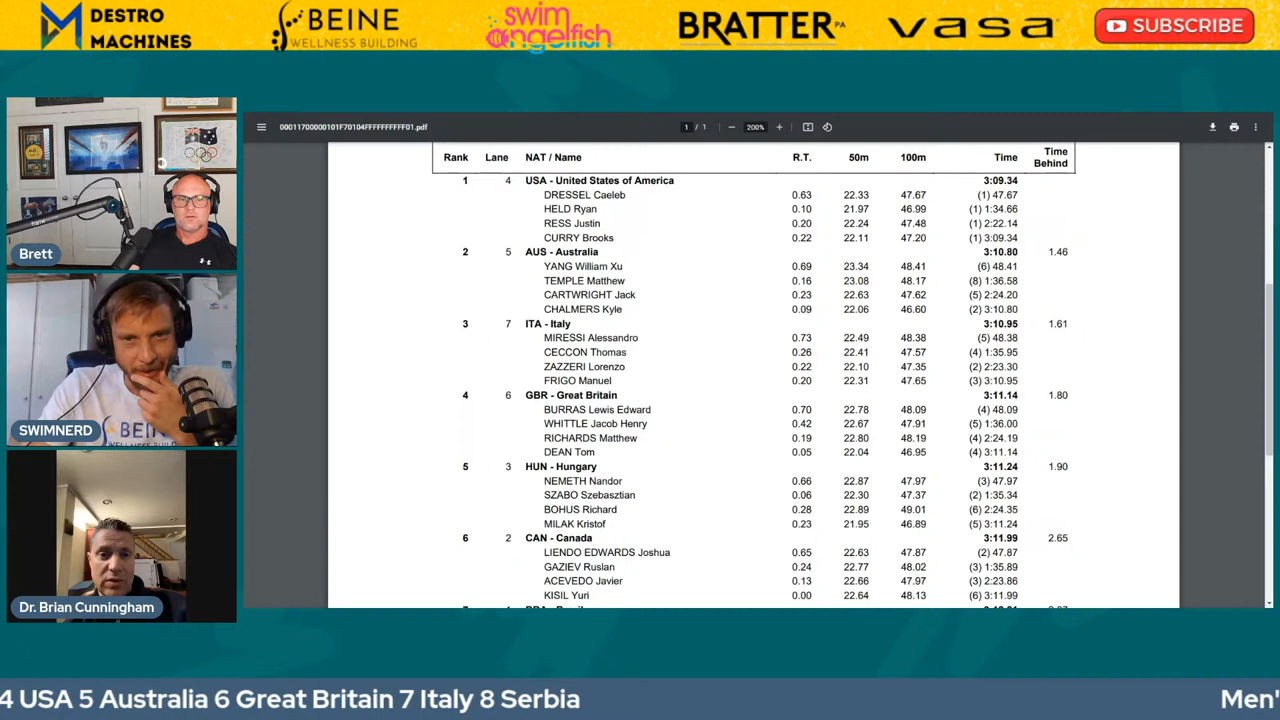 DESTRO MACHINES
BEINE WELLNESS BUILDING
swim angelfish
BRATTER PA
vasa
SUBSCRIBE
00011700000101F70104FFFFFFFFFF01.pdf 1 / 1 200%
Rank Lane NAT / Name R.T. 50m 100m Time Time Behind
1 4 USA - United States of America 3:09.34
DRESSEL Caeleb 0.63 22.33 47.67 (1) 47.67
HELD Ryan 0.10 21.97 46.99 (1) 1:34.66
RESS Justin 0.20 22.24 47.48 (1) 2:22.14
CURRY Brooks 0.22 22.11 47.20 (1) 3:09.34
2 5 AUS - Australia 3:10.80 1.46
YANG William Xu 0.69 23.34 48.41 (6) 48.41
TEMPLE Matthew 0.16 23.08 48.17 (8) 1:36.58
CARTWRIGHT Jack 0.23 22.63 47.62 (5) 2:24.20
CHALMERS Kyle 0.09 22.06 46.60 (2) 3:10.80
3 7 ITA - Italy 3:10.95 1.61
MIRESSI Alessandro 0.73 22.49 48.38 (5) 48.38
CECCON Thomas 0.26 22.41 47.57 (4) 1:35.95
ZAZZERI Lorenzo 0.22 22.10 47.35 (2) 2:23.30
FRIGO Manuel 0.20 22.31 47.65 (3) 3:10.95
4 6 GBR - Great Britain 3:11.14 1.80
BURRAS Lewis Edward 0.70 22.78 48.09 (4) 48.09
WHITTLE Jacob Henry 0.42 22.67 47.91 (5) 1:36.00
RICHARDS Matthew 0.19 22.80 48.19 (4) 2:24.19
DEAN Tom 0.05 22.04 46.95 (4) 3:11.14
5 3 HUN - Hungary 3:11.24 1.90
NEMETH Nandor 0.66 22.87 47.97 (3) 47.97
SZABO Szebasztian 0.06 22.30 47.37 (2) 1:35.34
BOHUS Richard 0.28 22.89 49.01 (6) 2:24.35
MILAK Kristof 0.23 21.95 46.89 (5) 3:11.24
6 2 CAN - Canada 3:11.99 2.65
LIENDO EDWARDS Joshua 0.65 22.63 47.87 (2) 47.87
GAZIEV Ruslan 0.24 22.77 48.02 (3) 1:35.89
ACEVEDO Javier 0.13 22.66 47.97 (3) 2:23.86
KISIL Yuri 0.00 22.64 48.13 (6) 3:11.99
Brett
SWIMNERD
Dr. Brian Cunningham
4 USA 5 Australia 6 Great Britain 7 Italy 8 Serbia Men'